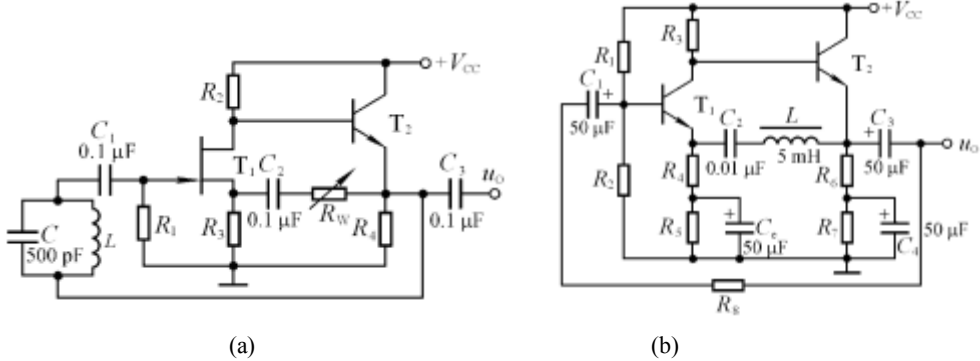 +V_CC
R_2
T_2
C_1
0.1 μF
T_1
C_2
0.1 μF
R_W
C_3
0.1 μF
u_O
C
500 pF
L
R_1
R_3
R_4
(a)
+V_CC
R_1
R_3
T_2
C_1
+
50 μF
T_1
C_2
0.01 μF
L
5 mH
+
C_3
50 μF
u_O
R_2
R_4
R_6
R_5
+
C_e
50 μF
R_7
+
C_4
50 μF
R_8
(b)